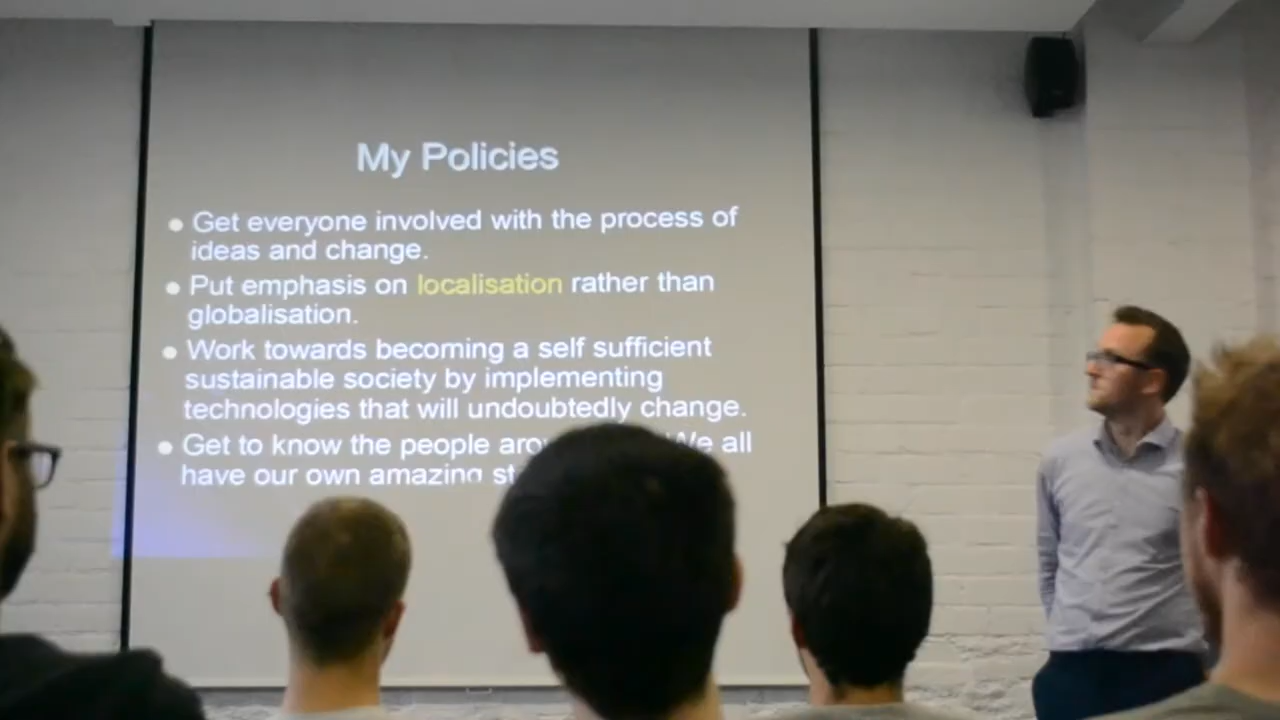 My Policies
Get everyone involved with the process of
ideas and change.
Put emphasis on localisation rather than
globalisation.
Work towards becoming a self sufficient
sustainable society by implementing
technologies that will undoubtedly change.
Get to know the people We all
have our own amazing